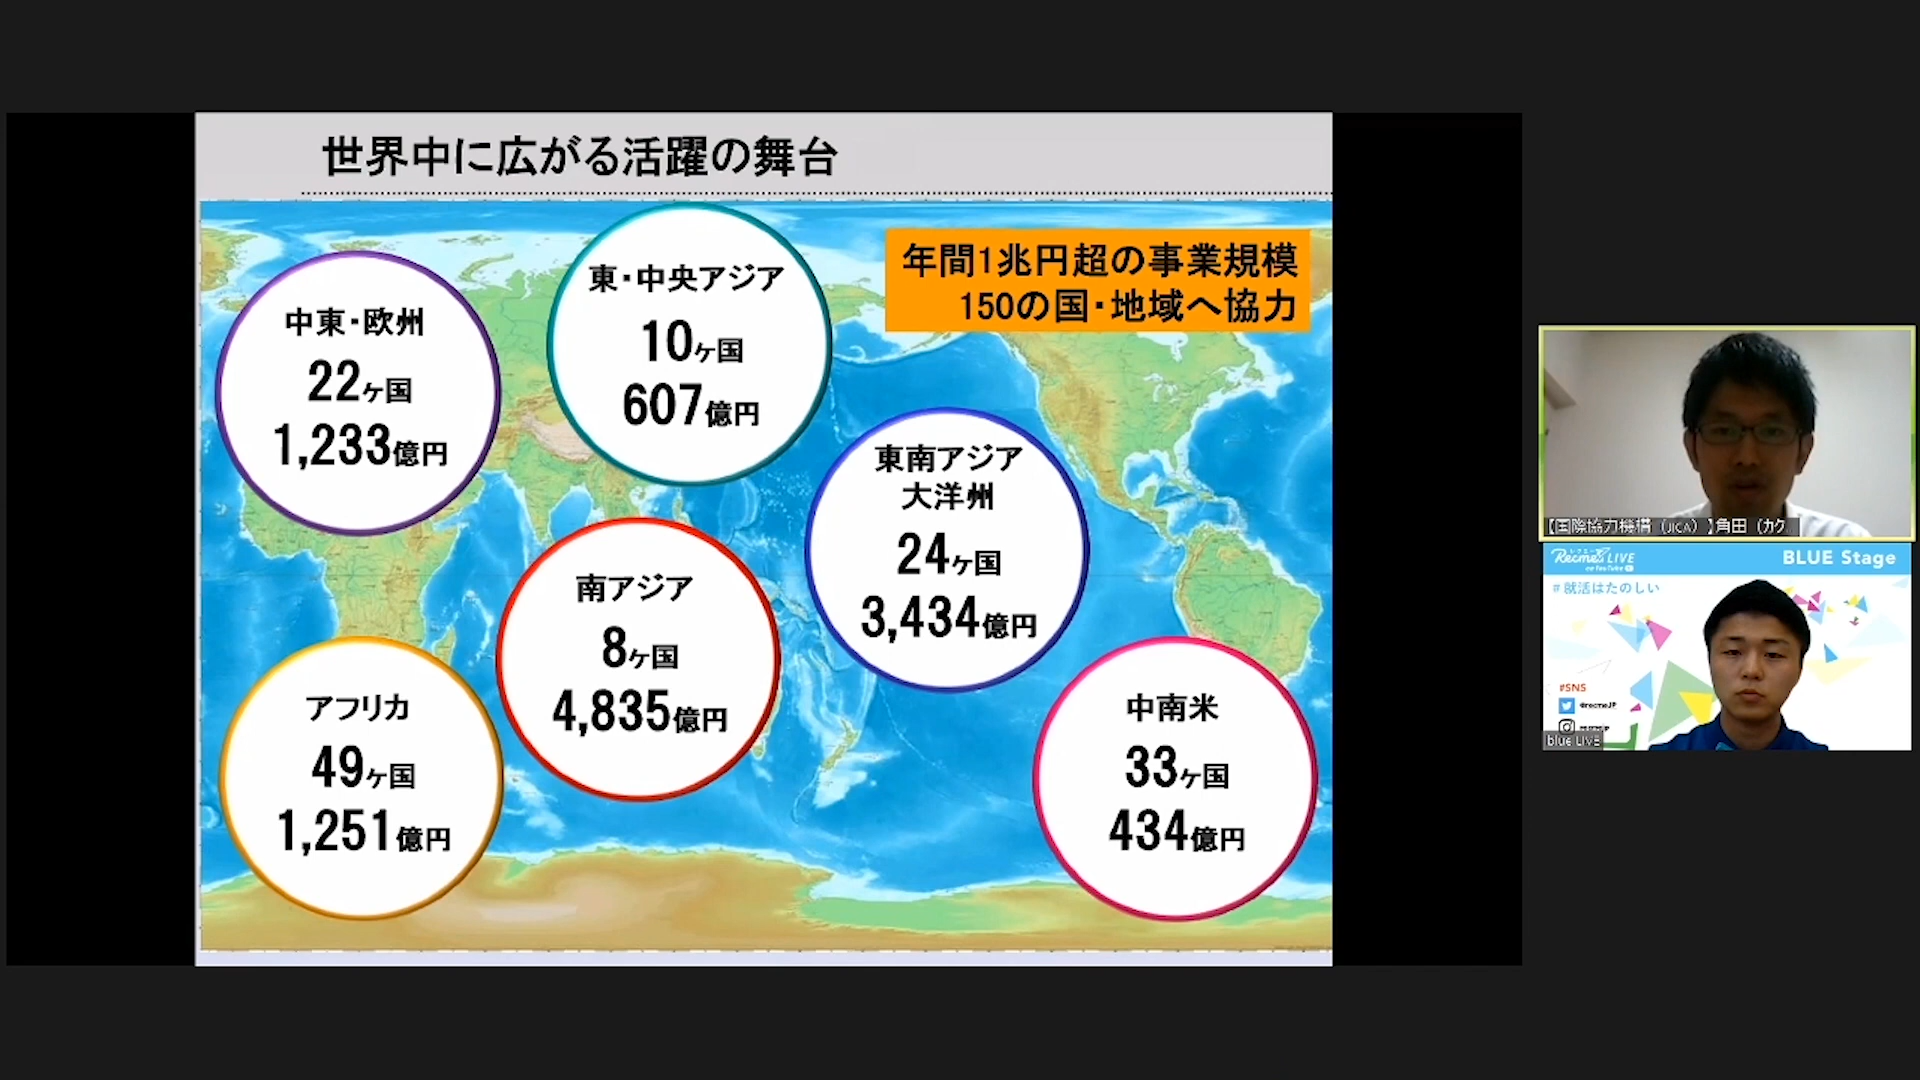 世界中に広がる活躍の舞台
年間1兆円超の事業規模
150の国・地域へ協力
中東・欧州
22ヶ国
1,233億円
東・中央アジア
10ヶ国
607億円
東南アジア
大洋州
24ヶ国
3,434億円
南アジア
8ヶ国
4,835億円
アフリカ
49ヶ国
1,251億円
中南米
33ヶ国
434億円
【国際協力機構（JICA）】角田（カク
レクミー
Recme LIVE
on YouTube
BLUE Stage
#就活はたのしい
#SNS
blue LIVE